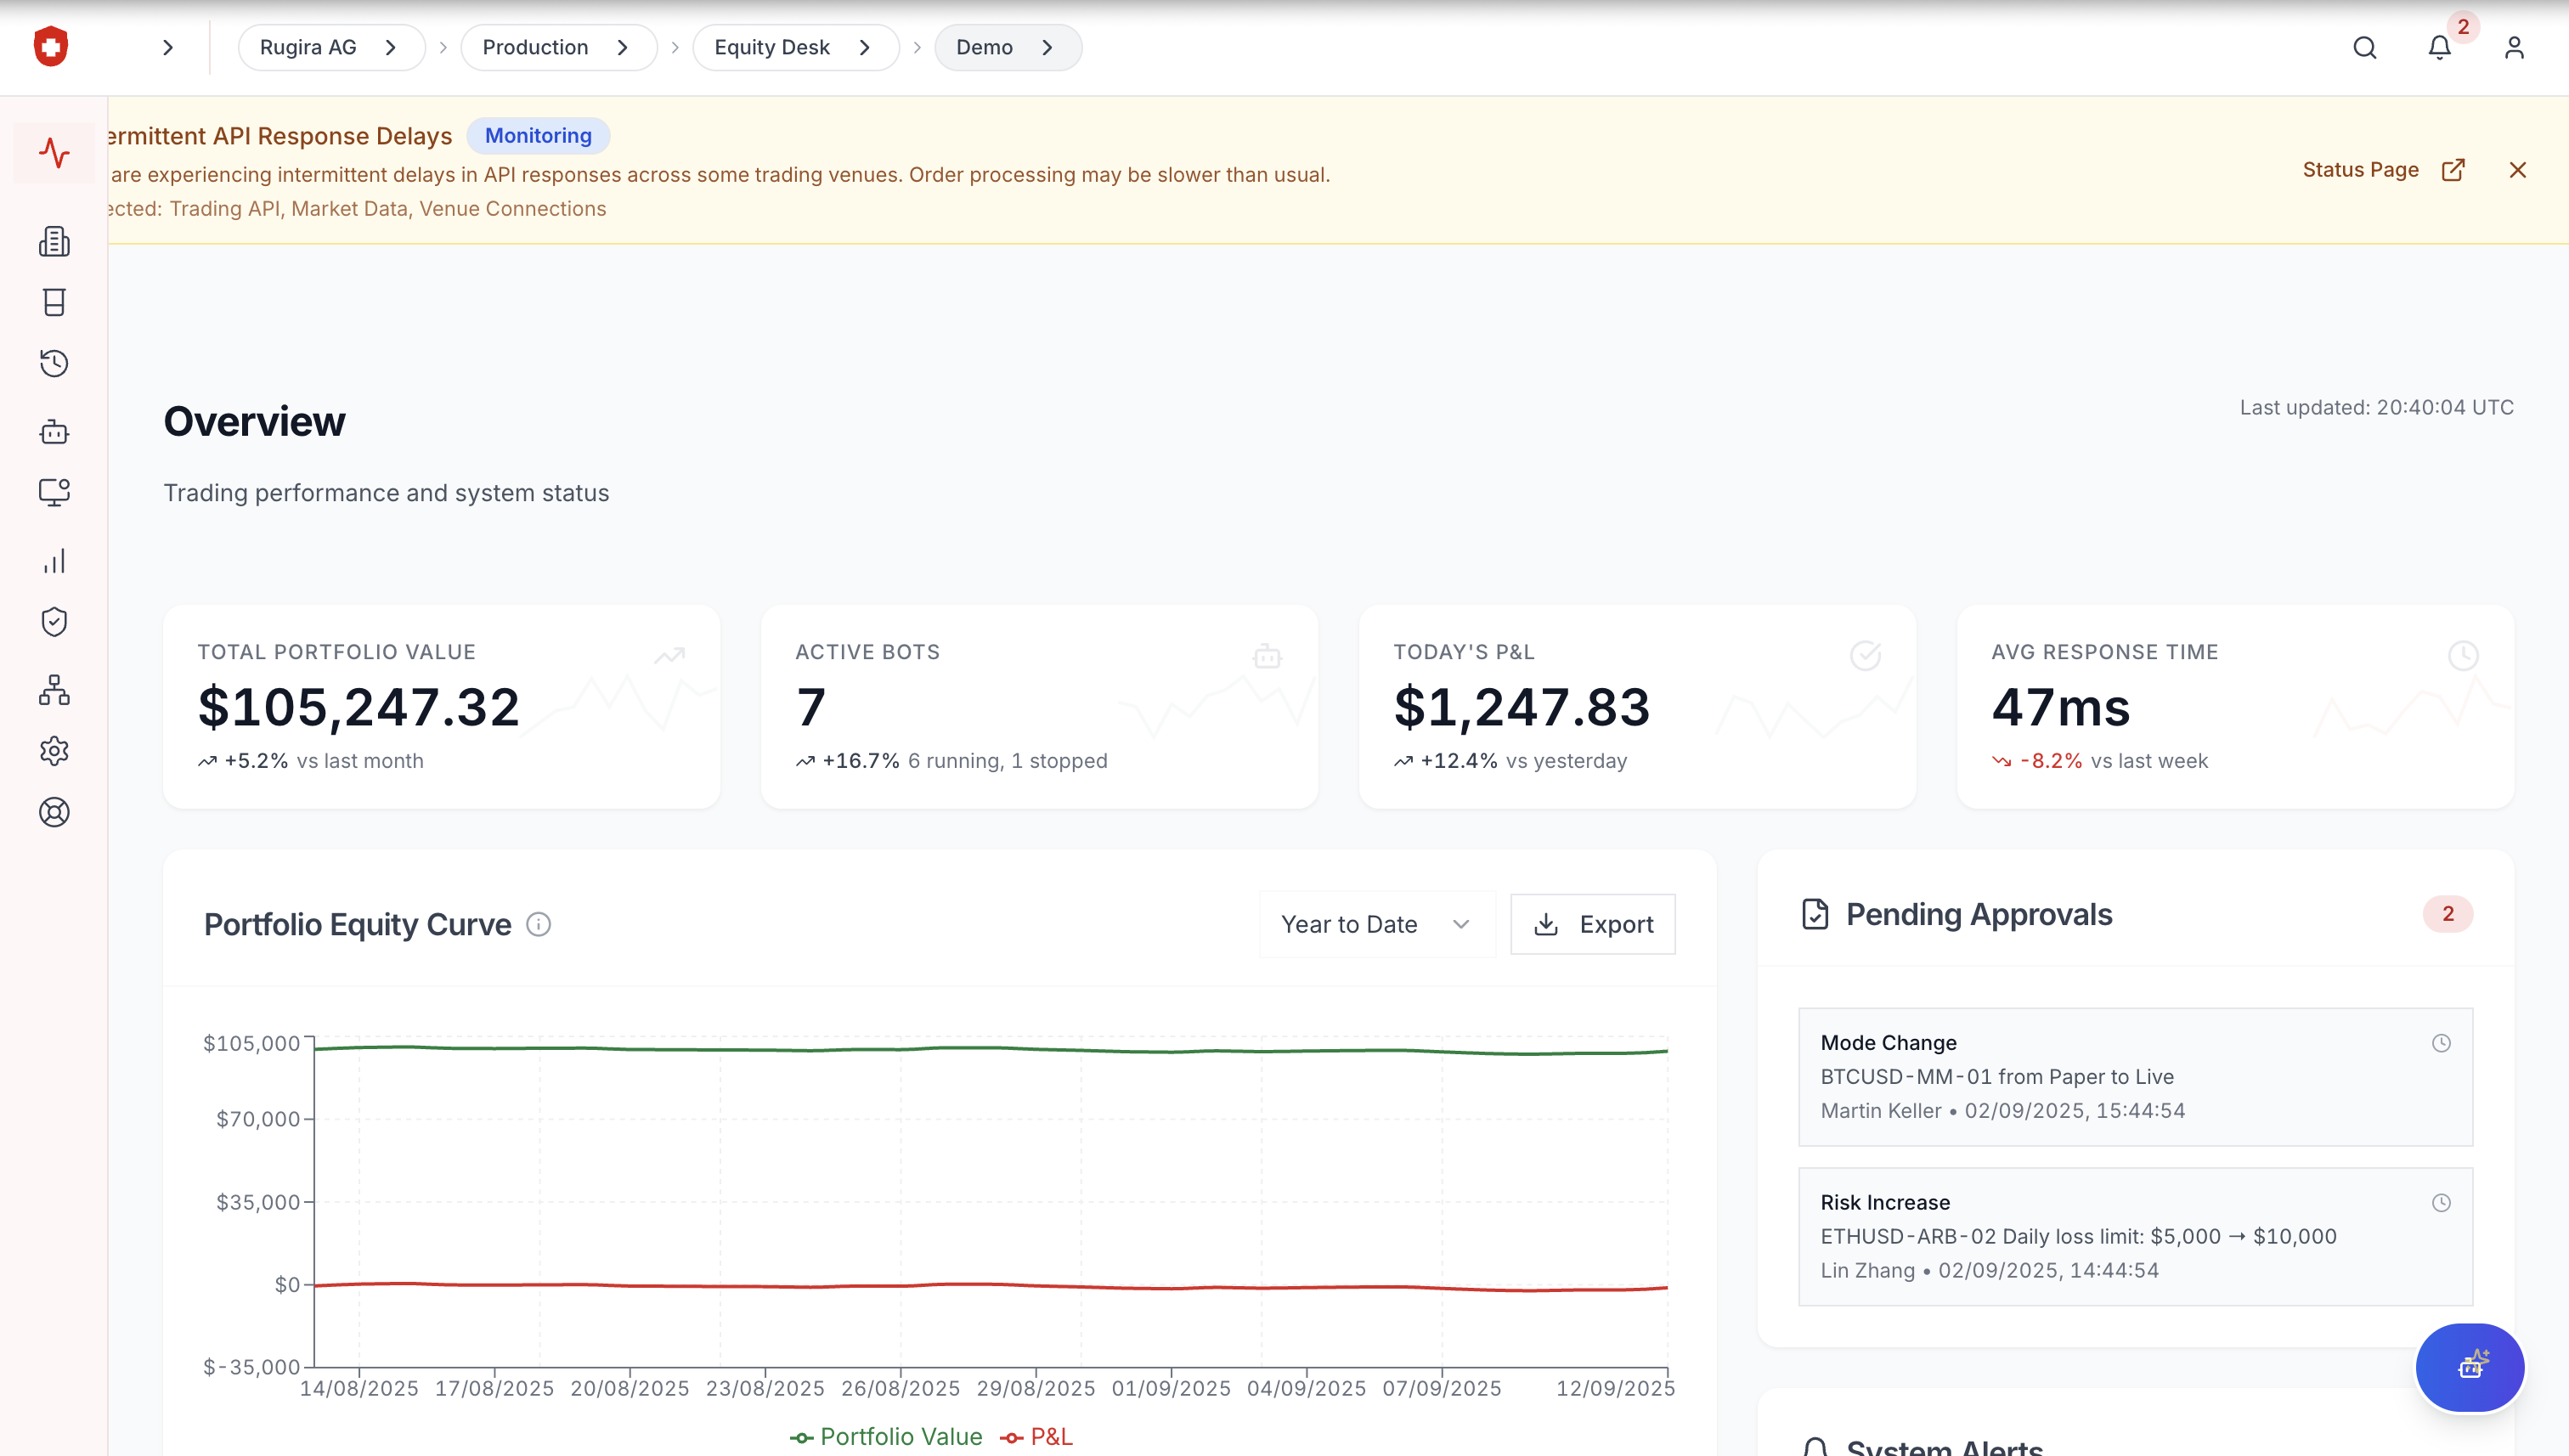 Rugira AG
Production
Equity Desk
Demo
2
ermittent API Response Delays
Monitoring
are experiencing intermittent delays in API responses across some trading venues. Order processing may be slower than usual.
ected: Trading API, Market Data, Venue Connections
Status Page
Overview
Last updated: 20:40:04 UTC
Trading performance and system status
TOTAL PORTFOLIO VALUE
$105,247.32
+5.2% vs last month
ACTIVE BOTS
7
+16.7% 6 running, 1 stopped
TODAY'S P&L
$1,247.83
+12.4% vs yesterday
AVG RESPONSE TIME
47ms
-8.2% vs last week
Portfolio Equity Curve
Year to Date
Export
$105,000
$70,000
$35,000
$0
$-35,000
14/08/2025 17/08/2025 20/08/2025 23/08/2025 26/08/2025 29/08/2025 01/09/2025 04/09/2025 07/09/2025 12/09/2025
Portfolio Value P&L
Pending Approvals
2
Mode Change
BTCUSD-MM-01 from Paper to Live
Martin Keller • 02/09/2025, 15:44:54
Risk Increase
ETHUSD-ARB-02 Daily loss limit: $5,000 → $10,000
Lin Zhang • 02/09/2025, 14:44:54
System Alerts